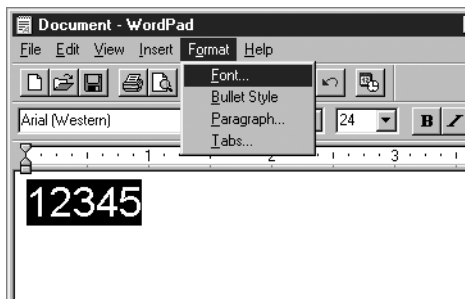 Document - WordPad
File Edit View Insert Format Help
Font...
Bullet Style
Paragraph...
Tabs...
Arial (Western) 24 B I
1 2 3
12345